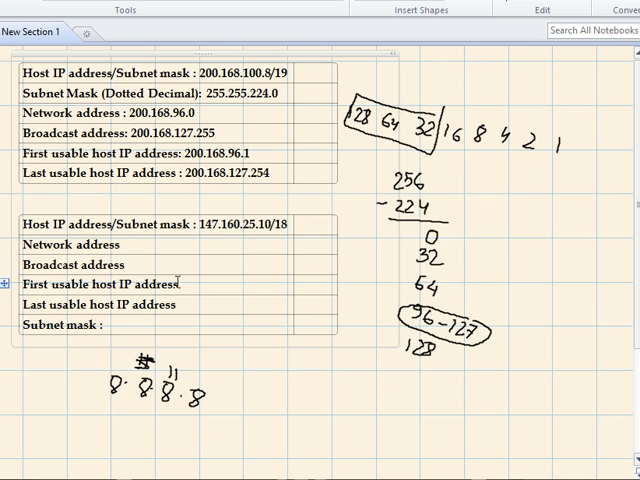 Tools Insert Shapes Edit Conver
New Section 1
Search All Notebooks
Host IP address/Subnet mask : 200.168.100.8/19
Subnet Mask (Dotted Decimal): 255.255.224.0
Network address : 200.168.96.0
Broadcast address: 200.168.127.255
First usable host IP address: 200.168.96.1
Last usable host IP address : 200.168.127.254
128 64 32 16 8 4 2 1
256
- 224
0
32
64
96-127
128
Host IP address/Subnet mask : 147.160.25.10/18
Network address
Broadcast address
First usable host IP address
Last usable host IP address
Subnet mask :
11
8.8.8.8